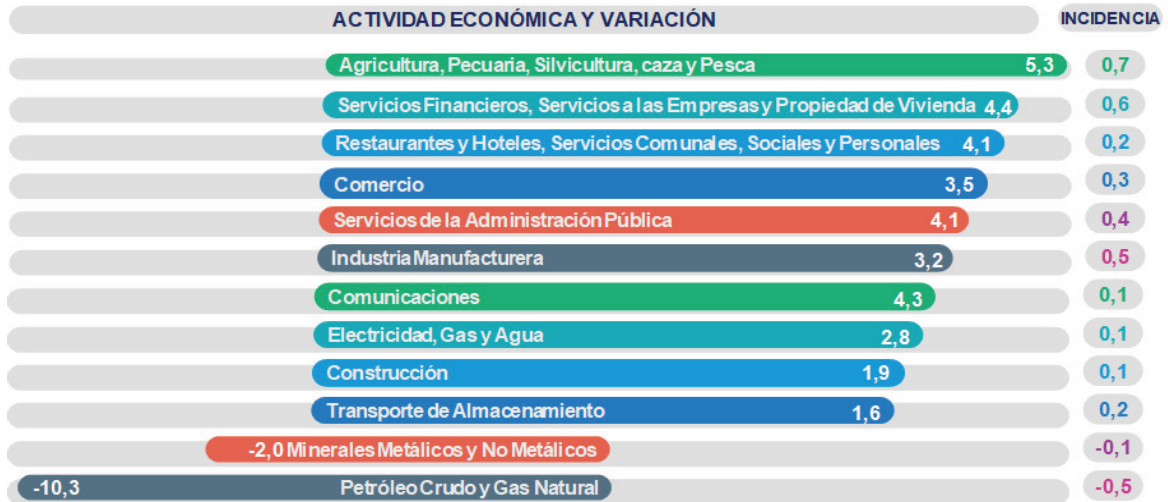 ACTIVIDAD ECONÓMICA Y VARIACIÓN INCIDENCIA
Agricultura, Pecuaria, Silvicultura, caza y Pesca 5,3 0,7
Servicios Financieros, Servicios a las Empresas y Propiedad de Vivienda 4,4 0,6
Restaurantes y Hoteles, Servicios Comunales, Sociales y Personales 4,1 0,2
Comercio 3,5 0,3
Servicios de la Administración Pública 4,1 0,4
Industria Manufacturera 3,2 0,5
Comunicaciones 4,3 0,1
Electricidad, Gas y Agua 2,8 0,1
Construcción 1,9 0,1
Transporte de Almacenamiento 1,6 0,2
-2,0 Minerales Metálicos y No Metálicos -0,1
-10,3 Petróleo Crudo y Gas Natural -0,5